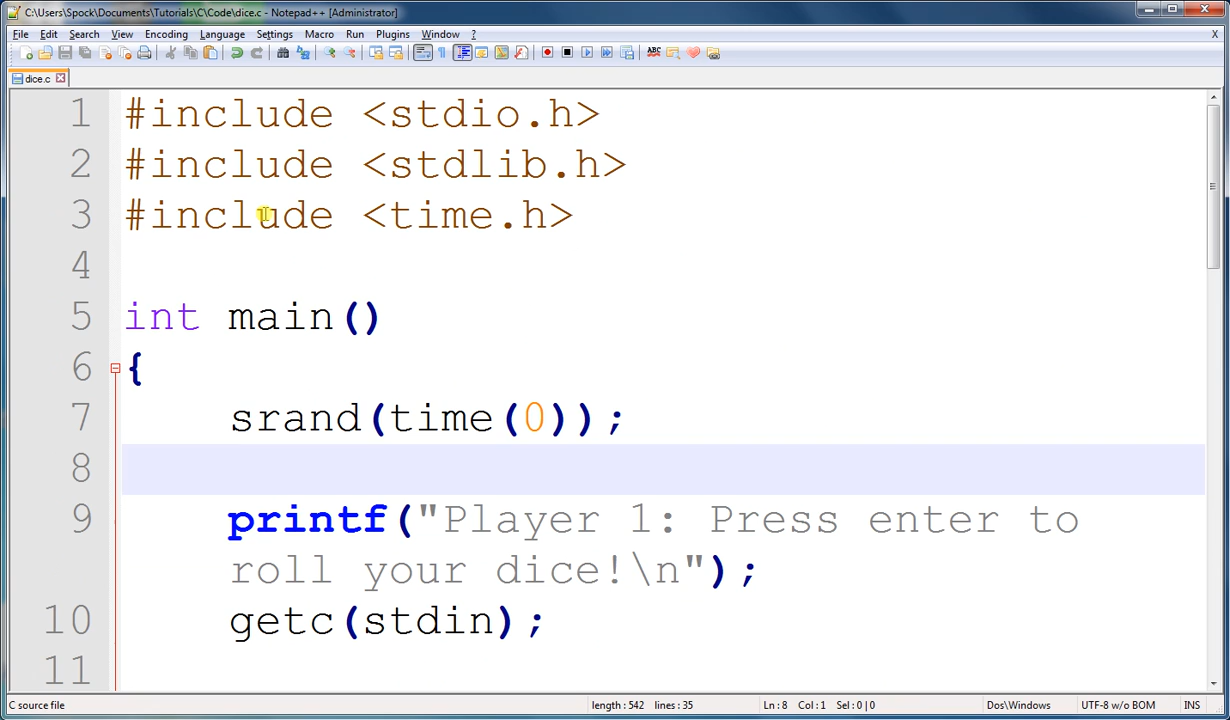 C:\Users\Spock\Documents\Tutorials\C\Code\dice.c - Notepad++ [Administrator]
File Edit Search View Encoding Language Settings Macro Run Plugins Window ? X
ABC
dice.c
1 #include <stdio.h>
2 #include <stdlib.h>
3 #include <time.h>
4
5 int main()
6 {
7 srand(time(0));
8
9 printf("Player 1: Press enter to
roll your dice!\n");
10 getc(stdin);
11
C source file length : 542 lines : 35 Ln : 8 Col : 1 Sel : 0 | 0 Dos\Windows UTF-8 w/o BOM INS